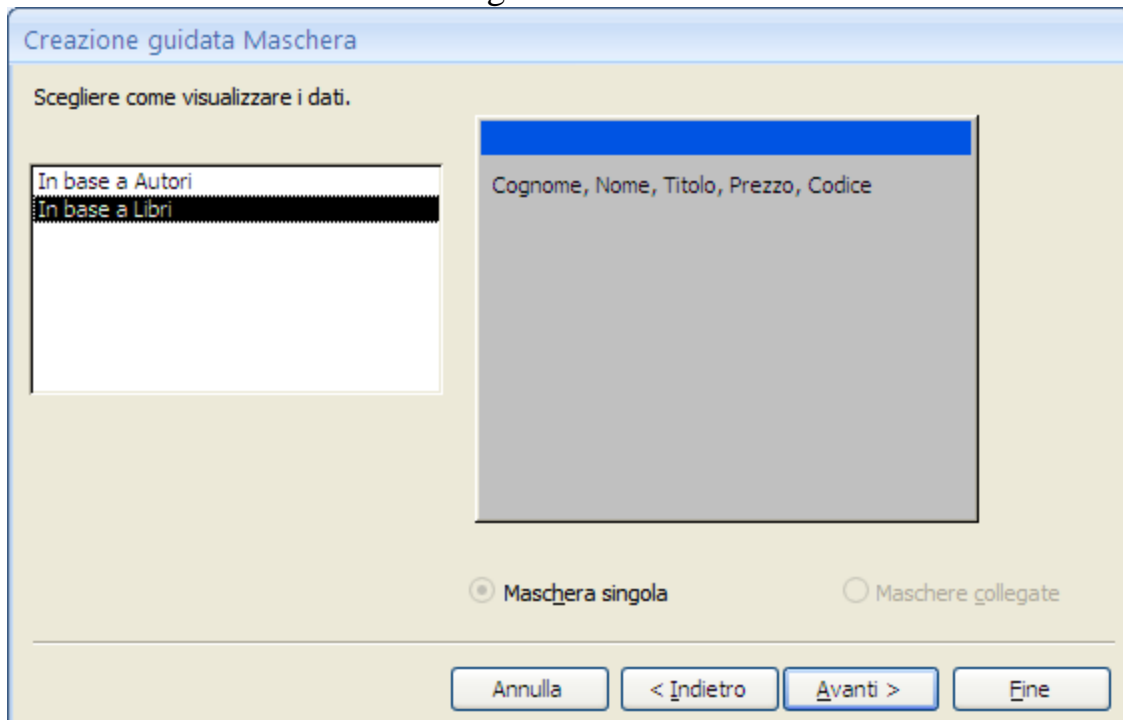 Creazione guidata Maschera
Scegliere come visualizzare i dati.
In base a Autori
In base a Libri
Cognome, Nome, Titolo, Prezzo, Codice
Maschera singola
Maschere collegate
Annulla
< Indietro
Avanti >
Fine